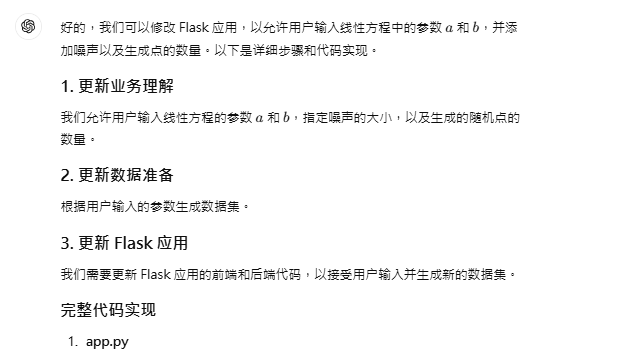 好的，我们可以修改 Flask 应用，以允许用户输入线性方程中的参数 a 和 b，并添
加噪声以及生成点的数量。以下是详细步骤和代码实现。
1. 更新业务理解
我们允许用户输入线性方程的参数 a 和 b，指定噪声的大小，以及生成的随机点的
数量。
2. 更新数据准备
根据用户输入的参数生成数据集。
3. 更新 Flask 应用
我们需要更新 Flask 应用的前端和后端代码，以接受用户输入并生成新的数据集。
完整代码实现
1. app.py